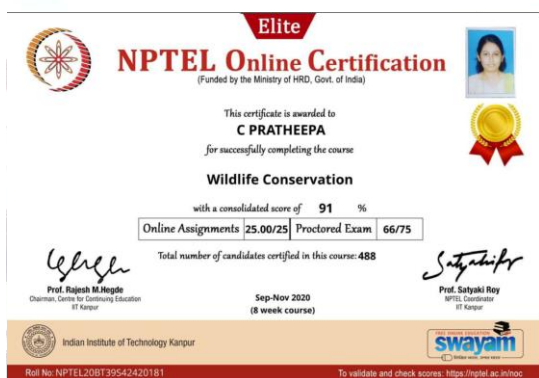 Elite
NPTEL Online Certification
(Funded by the Ministry of HRD, Govt. of India)
This certificate is awarded to
C PRATHEEPA
for successfully completing the course
Wildlife Conservation
with a consolidated score of 91 %
Online Assignments 25.00/25 Proctored Exam 66/75
Total number of candidates certified in this course: 488
Prof. Rajesh M.Hegde
Chairman, Centre for Continuing Education
IIT Kanpur
Sep-Nov 2020
(8 week course)
Prof. Satyaki Roy
NPTEL Coordinator
IIT Kanpur
Indian Institute of Technology Kanpur
FREE ONLINE EDUCATION
swayam
Roll No: NPTEL20BT39S42420181
To validate and check scores: https://nptel.ac.in/noc